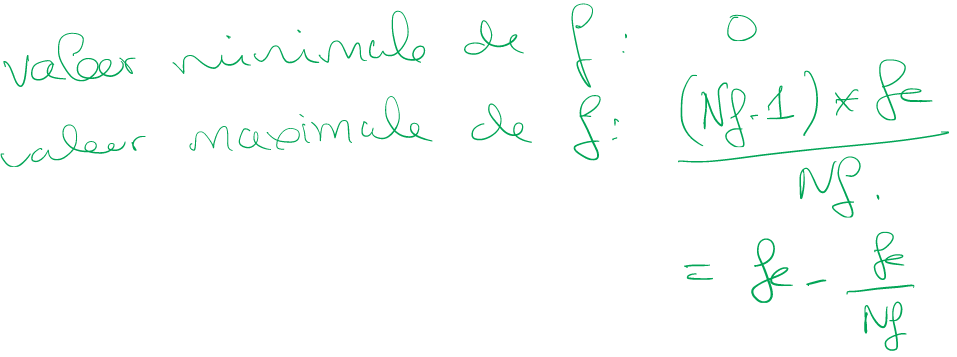 valeur minimale de f : 0
valeur maximale de f : (Nf-1) * fe / Nf.
= fe - fe / Nf